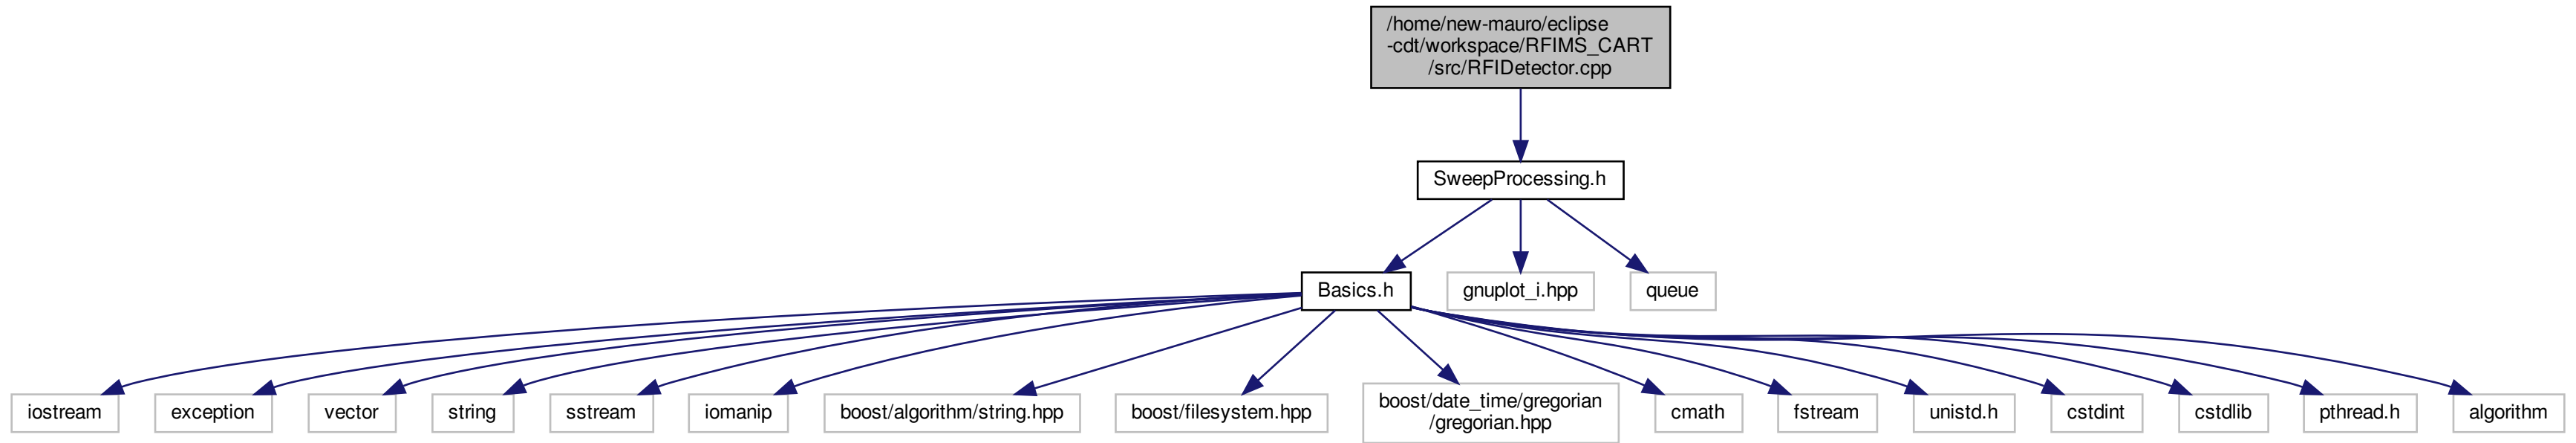 /home/new-mauro/eclipse
-cdt/workspace/RFIMS_CART
/src/RFIDetector.cpp
SweepProcessing.h
Basics.h
gnuplot_i.hpp
queue
iostream
exception
vector
string
sstream
iomanip
boost/algorithm/string.hpp
boost/filesystem.hpp
boost/date_time/gregorian
/gregorian.hpp
cmath
fstream
unistd.h
cstdint
cstdlib
pthread.h
algorithm